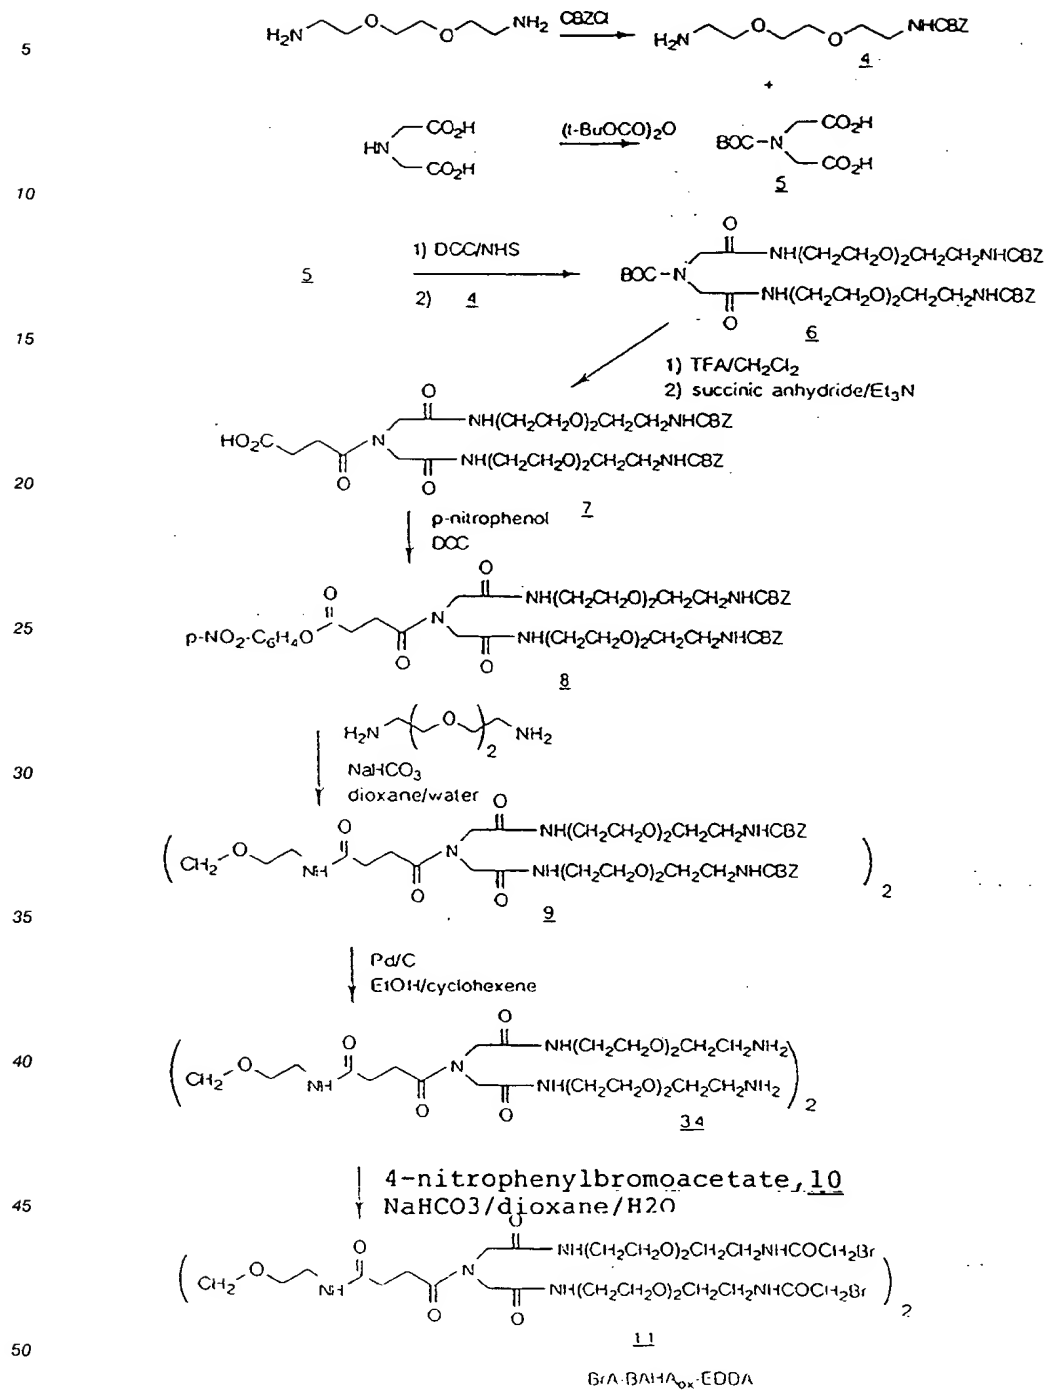 5
H2N O O NH2 CBZCl H2N O O NHCBZ
4
+
HN CO2H CO2H (t-BuOCO)2O BOC-N CO2H CO2H
5
10
5 1) DCC/NHS
2) 4
BOC-N O NH(CH2CH2O)2CH2CH2NHCBZ
O NH(CH2CH2O)2CH2CH2NHCBZ
6
15
1) TFA/CH2Cl2
2) succinic anhydride/Et3N
HO2C O N O NH(CH2CH2O)2CH2CH2NHCBZ
O NH(CH2CH2O)2CH2CH2NHCBZ
20
7
p-nitrophenol
DCC
O N O NH(CH2CH2O)2CH2CH2NHCBZ
25
p-NO2-C6H4O O O NH(CH2CH2O)2CH2CH2NHCBZ
8
H2N ( O )2 NH2
30
NaHCO3
dioxane/water
( CH2 O NH O O N O NH(CH2CH2O)2CH2CH2NHCBZ
O NH(CH2CH2O)2CH2CH2NHCBZ )2
9
35
Pd/C
EtOH/cyclohexene
40
( CH2 O NH O O N O NH(CH2CH2O)2CH2CH2NH2
O NH(CH2CH2O)2CH2CH2NH2 )2
34
4-nitrophenylbromoacetate, 10
45
NaHCO3/dioxane/H2O
( CH2 O NH O O N O NH(CH2CH2O)2CH2CH2NHCOCH2Br
O NH(CH2CH2O)2CH2CH2NHCOCH2Br )2
11
50
BrA-BAHAox-EDDA